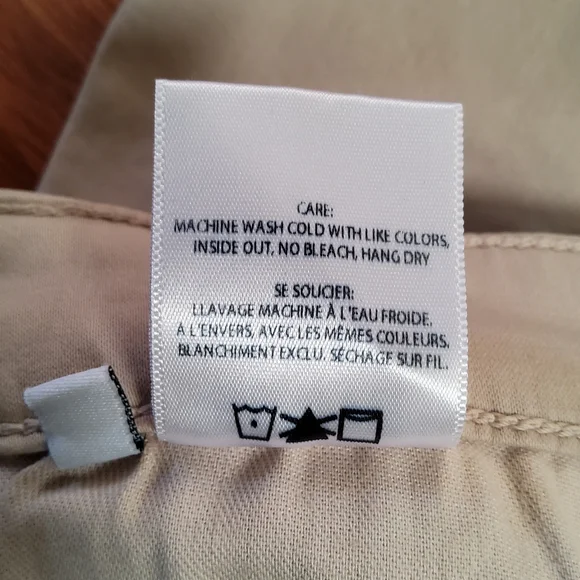 CARE:
MACHINE WASH COLD WITH LIKE COLORS,
INSIDE OUT, NO BLEACH, HANG DRY
SE SOUCIER:
LLAVAGE MACHINE À L'EAU FROIDE,
A L'ENVERS, AVEC LES MÊMES COULEURS.
BLANCHIMENT EXCLU. SÉCHAGE SUR FIL.